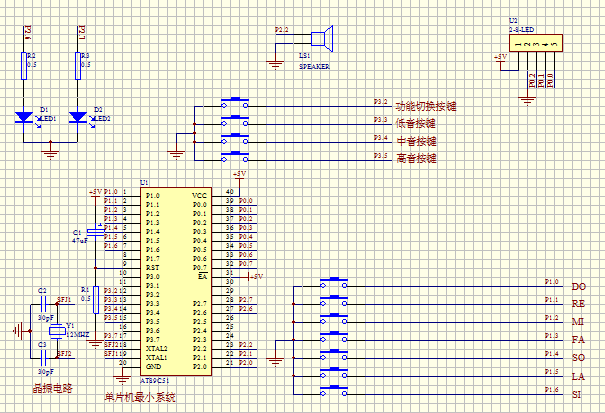 P2.6
P2.7
R2
0.5
R3
0.5
D1
LED1
D2
LED2
P2.2
LS1
SPEAKER
U2
2-8-LED
1
2
3
4
5
+5V
P0.2
P0.1
P0.0
P3.2 功能切换按键
P3.3 低音按键
P3.4 中音按键
P3.5 高音按键
U1
+5V
+5V
P1.0 1 P1.0 VCC 40
P1.1 2 P1.1 P0.0 39 P0.0
P1.2 3 P1.2 P0.1 38 P0.1
P1.3 4 P1.3 P0.2 37 P0.2
P1.4 5 P1.4 P0.3 36 P0.3
P1.5 6 P1.5 P0.4 35 P0.4
P1.6 7 P1.6 P0.5 34 P0.5
8 P1.7 P0.6 33 P0.6
9 RST P0.7 32 P0.7
10 P3.0 EA 31 +5V
11 P3.1 30
P3.2 12 P3.2 29
P3.3 13 P3.3 P2.7 28 P2.7
P3.4 14 P3.4 P2.6 27 P2.6
P3.5 15 P3.5 P2.5 26
16 P3.6 P2.4 25
P3.7 17 P3.7 P2.3 24
SFJ2 18 XTAL2 P2.2 23 P2.2
SFJ1 19 XTAL1 P2.1 22 P2.1
20 GND P2.0 21 P2.0
AT89C51
C1
47uF
R1
0.5
C2
30pF
SFJ1
Y1
12MHZ
C3
30pF
SFJ2
晶振电路
单片机最小系统
P1.0 DO
P1.1 RE
P1.2 MI
P1.3 FA
P1.4 SO
P1.5 LA
P1.6 SI